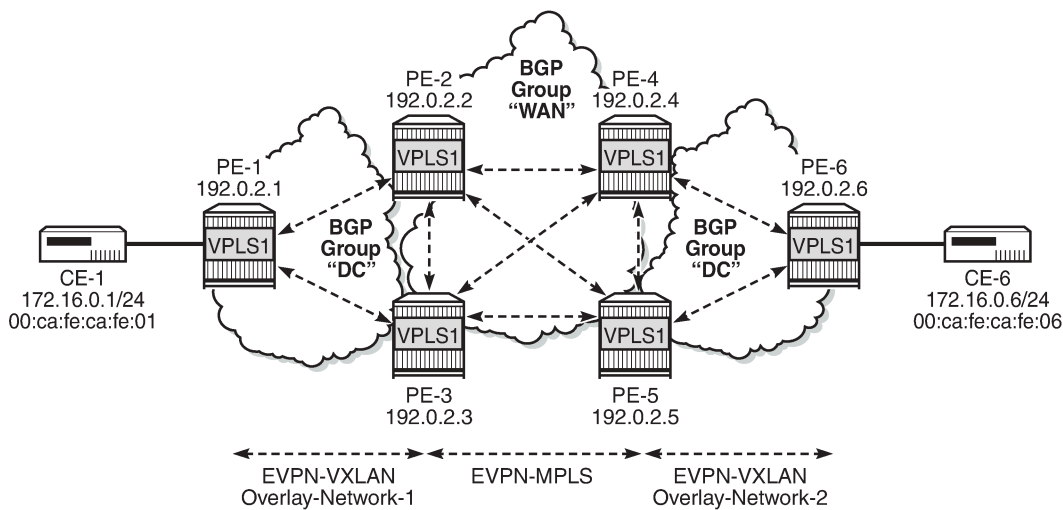 BGP
Group
“WAN”
PE-2
192.0.2.2
VPLS1
PE-4
192.0.2.4
VPLS1
PE-1
192.0.2.1
VPLS1
PE-6
192.0.2.6
VPLS1
BGP
Group
“DC”
BGP
Group
“DC”
CE-1
172.16.0.1/24
00:ca:fe:ca:fe:01
CE-6
172.16.0.6/24
00:ca:fe:ca:fe:06
VPLS1
PE-3
192.0.2.3
VPLS1
PE-5
192.0.2.5
EVPN-VXLAN
Overlay-Network-1
EVPN-MPLS
EVPN-VXLAN
Overlay-Network-2